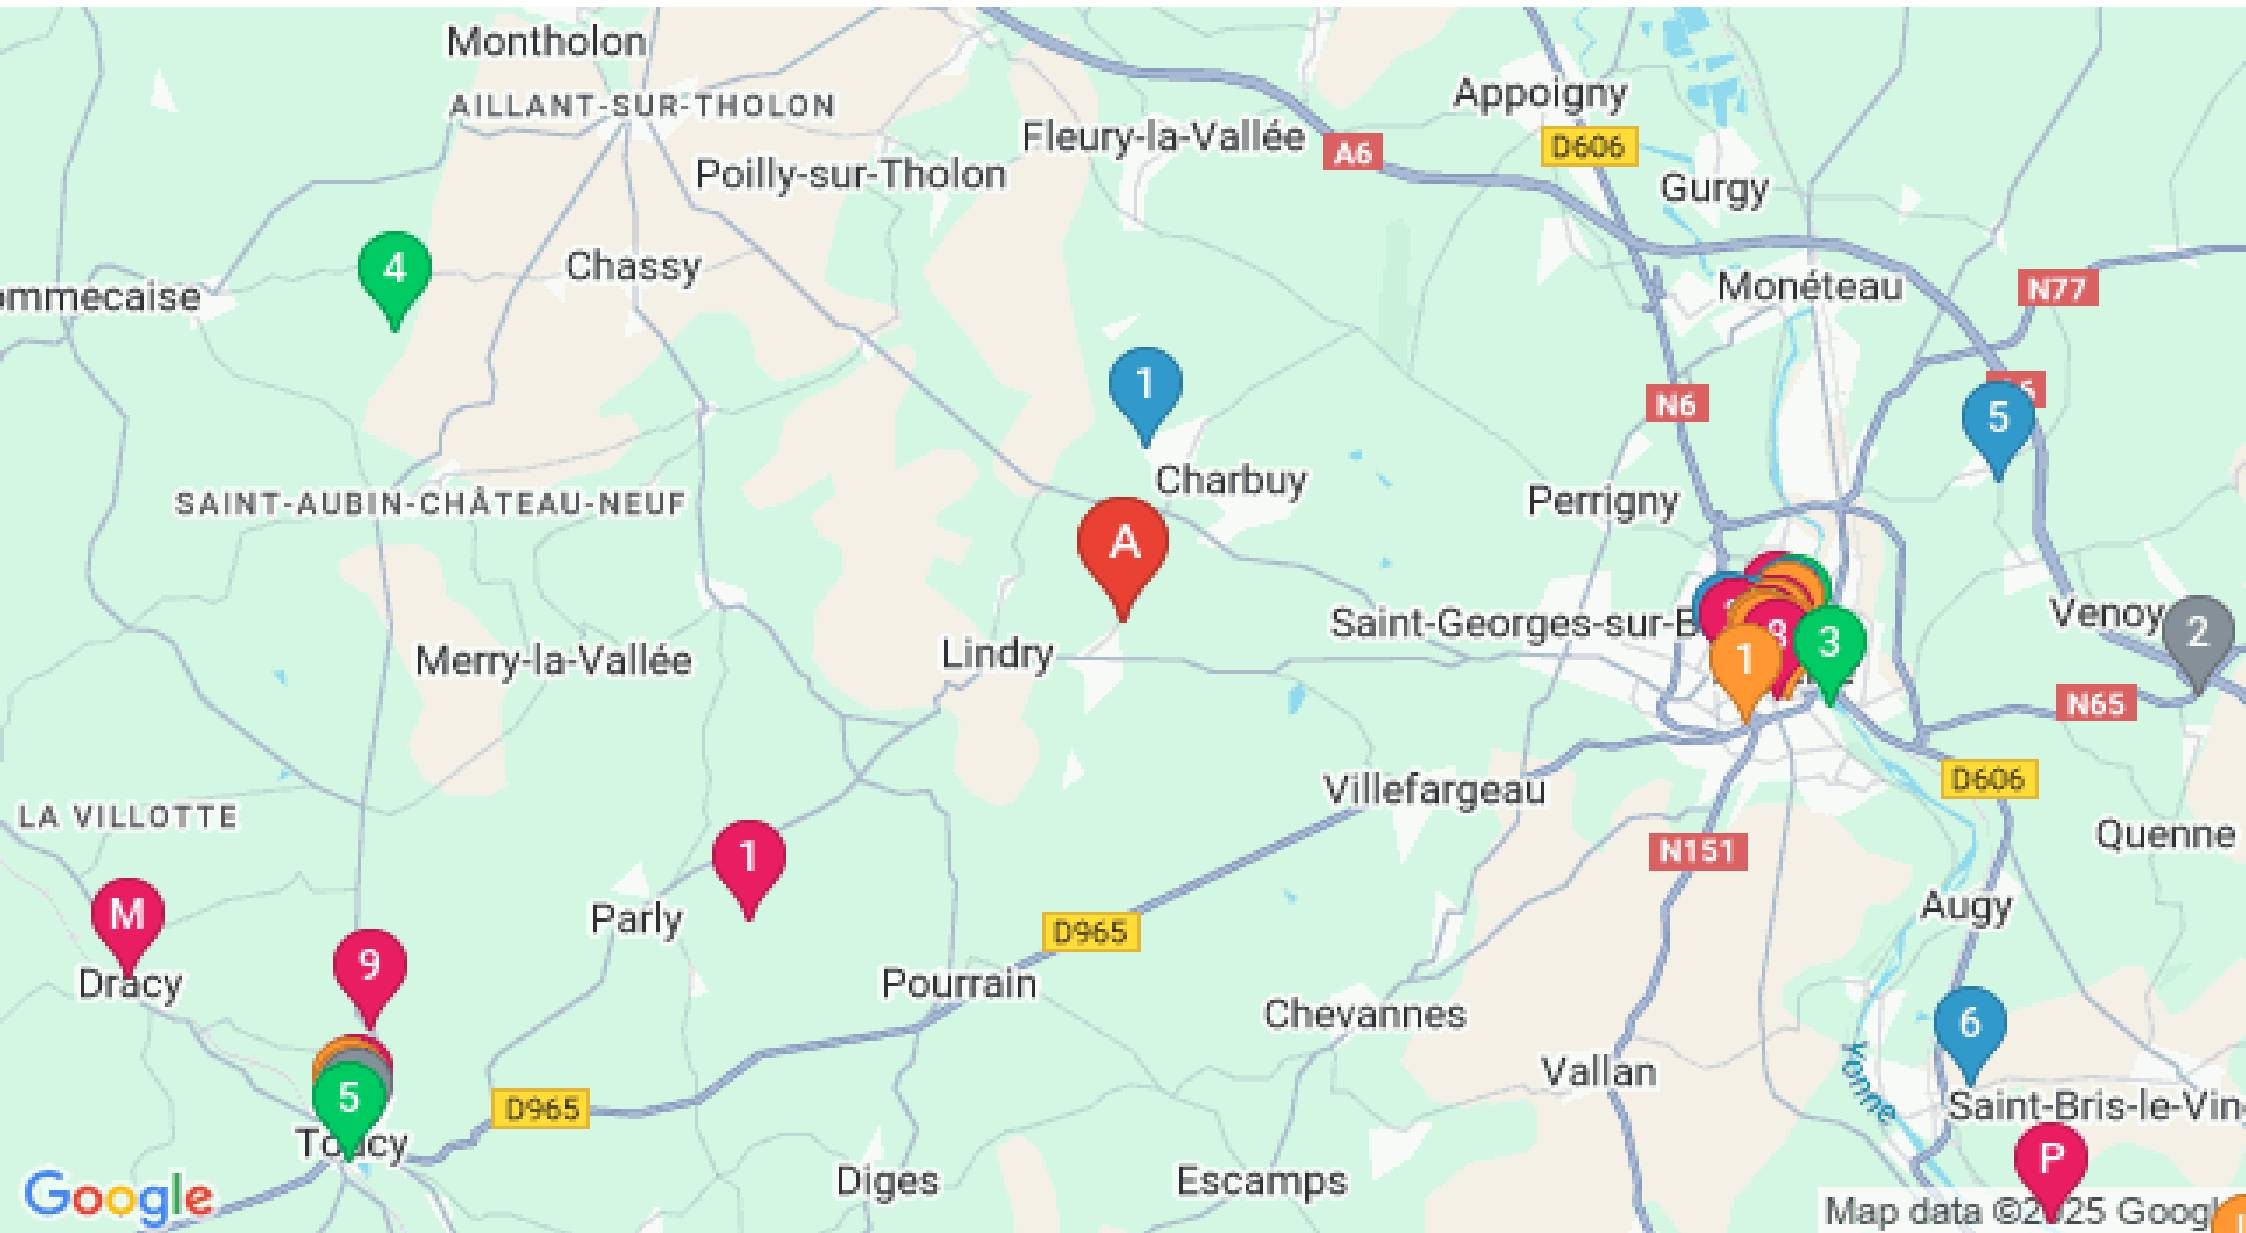 Montholon
AILLANT-SUR-THOLON
Appoigny
Fleury-la-Vallée
A6
D606
Poilly-sur-Tholon
Gurgy
4
Chassy
Monéteau
N77
ommecaise
1
N6
5
Charbuy
SAINT-AUBIN-CHÂTEAU-NEUF
Perrigny
A
Venoy
2
Saint-Georges-sur-B
8
3
1
Merry-la-Vallée
Lindry
N65
D606
Villefargeau
LA VILLOTTE
Quenne
1
N151
M
Parly
D965
Augy
9
Dracy
Pourrain
Chevannes
6
Vallan
Yonne
5
D965
Saint-Bris-le-Vin
Toucy
P
Diges
Escamps
Google
Map data ©2025 Googl